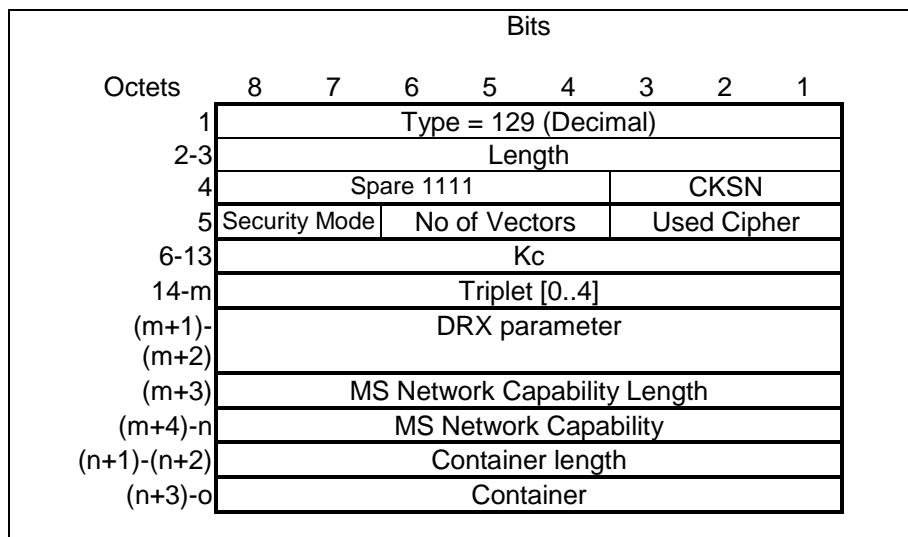 Bits
Octets 8 7 6 5 4 3 2 1
1 Type = 129 (Decimal)
2-3 Length
4 Spare 1111 CKSN
5 Security Mode No of Vectors Used Cipher
6-13 Kc
14-m Triplet [0..4]
(m+1)- DRX parameter
(m+2)
(m+3) MS Network Capability Length
(m+4)-n MS Network Capability
(n+1)-(n+2) Container length
(n+3)-o Container